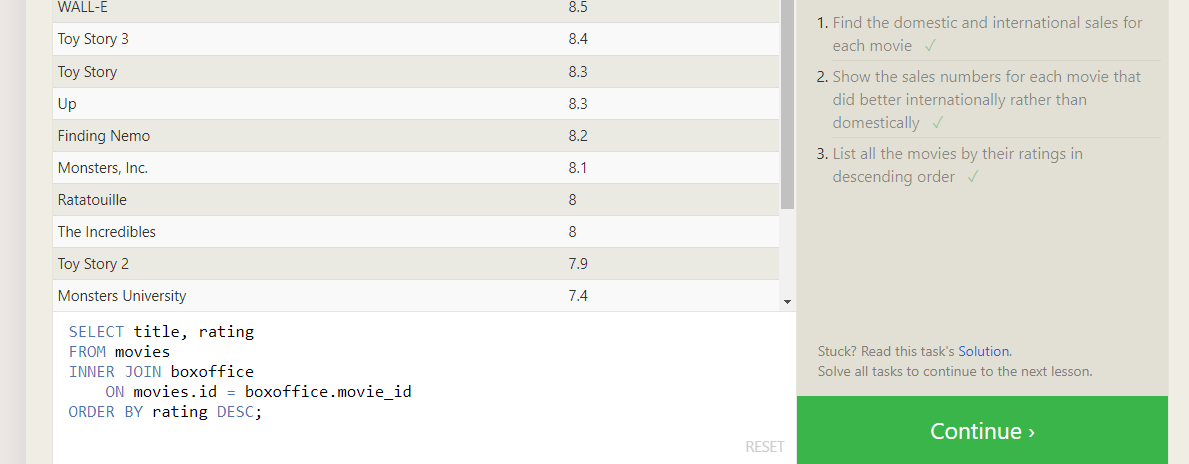 WALL-E 8.5
Toy Story 3 8.4
Toy Story 8.3
Up 8.3
Finding Nemo 8.2
Monsters, Inc. 8.1
Ratatouille 8
The Incredibles 8
Toy Story 2 7.9
Monsters University 7.4
SELECT title, rating
FROM movies
INNER JOIN boxoffice
    ON movies.id = boxoffice.movie_id
ORDER BY rating DESC;
RESET
1. Find the domestic and international sales for
each movie ✓
2. Show the sales numbers for each movie that
did better internationally rather than
domestically ✓
3. List all the movies by their ratings in
descending order ✓
Stuck? Read this task's Solution.
Solve all tasks to continue to the next lesson.
Continue ›